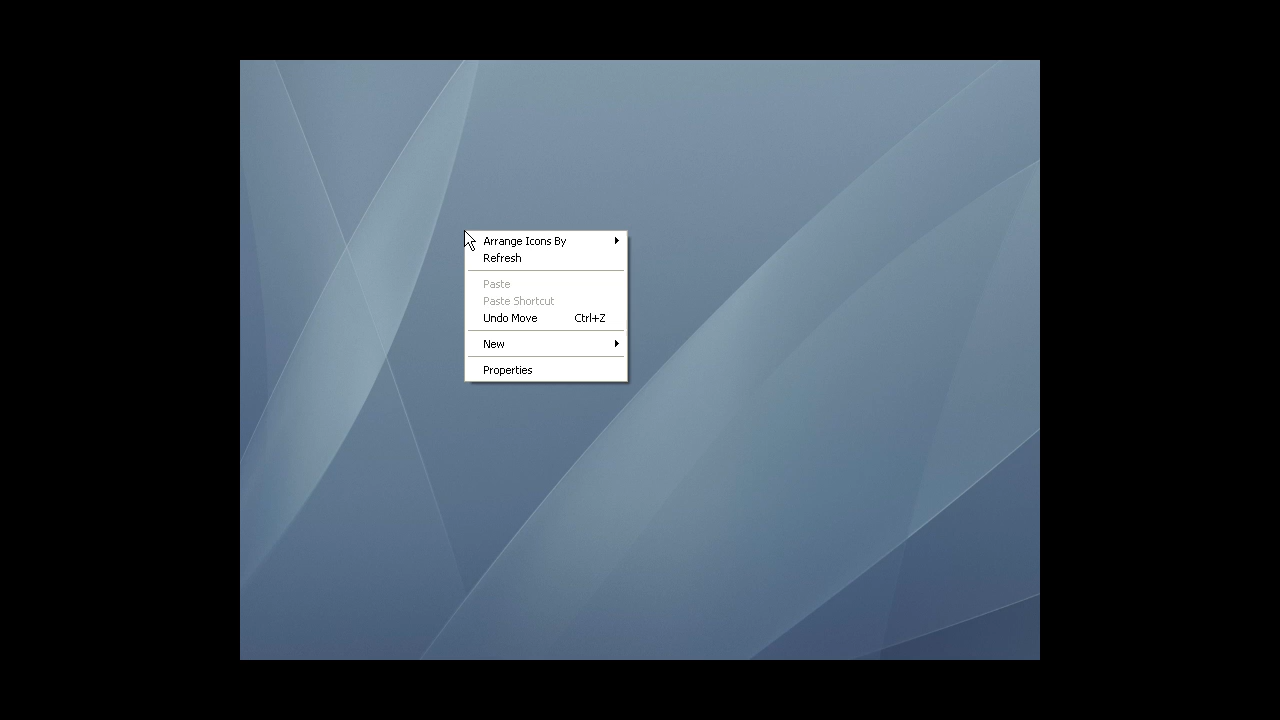 Arrange Icons By
Refresh
Paste
Paste Shortcut
Undo Move Ctrl+Z
New
Properties